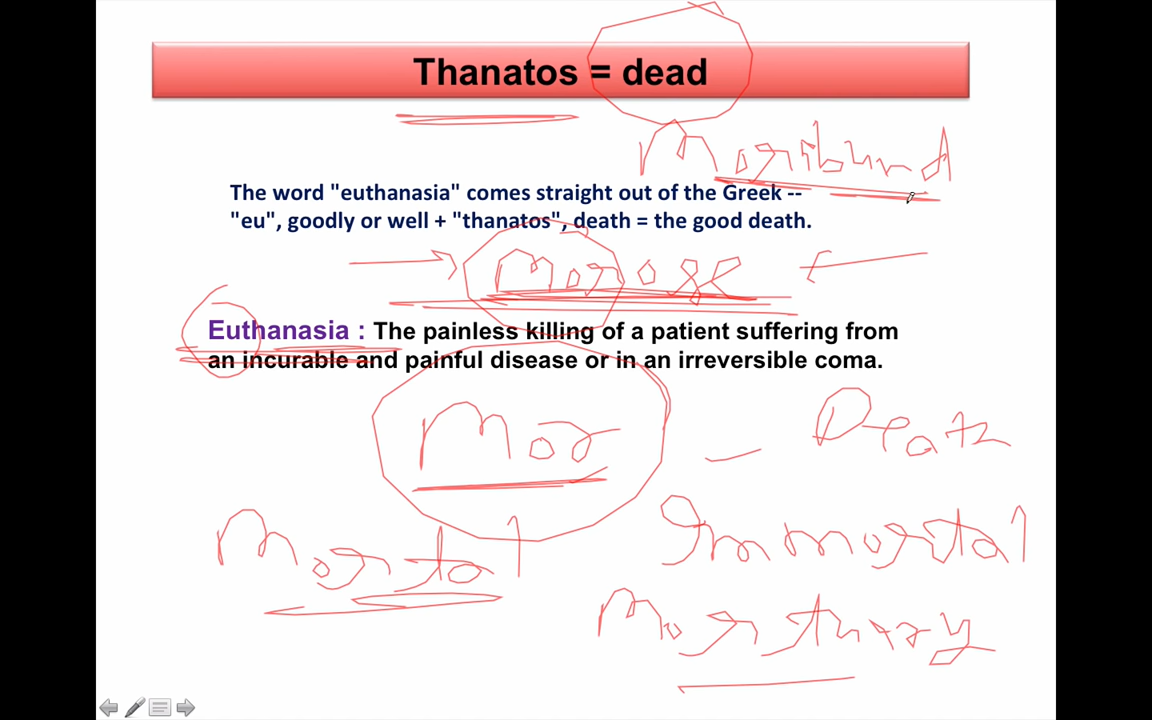 Thanatos = dead
Moribund
The word "euthanasia" comes straight out of the Greek --
"eu", goodly or well + "thanatos", death = the good death.
Morose
Euthanasia : The painless killing of a patient suffering from
an incurable and painful disease or in an irreversible coma.
Mor – Death
Mortal Immortal
Morthury